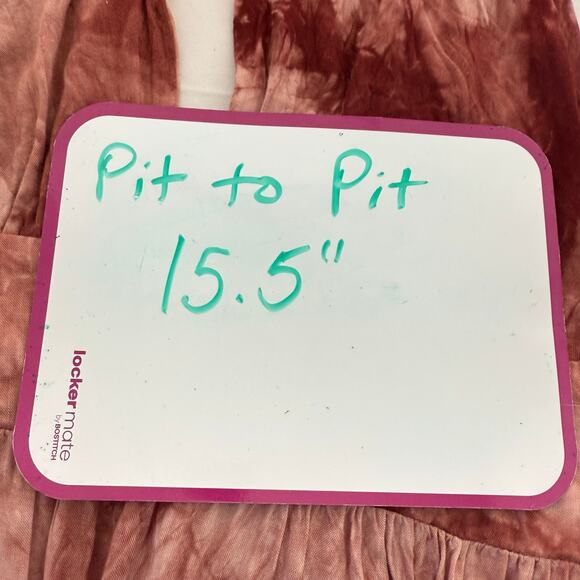 Pit to Pit
15.5"
lockermate
by BOSTITCH